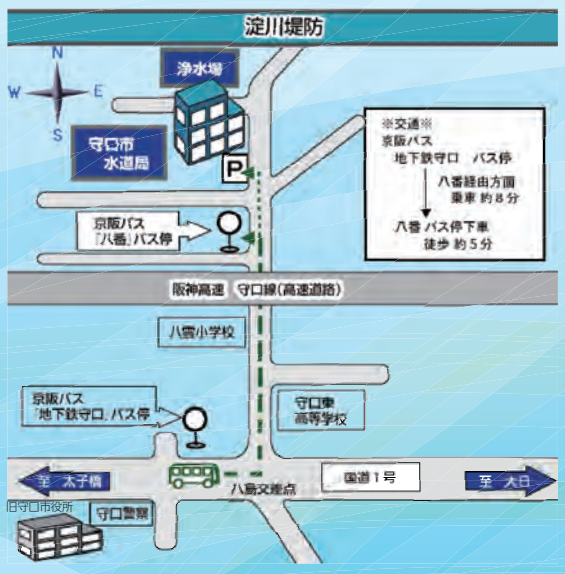 淀川堤防
N
W
E
S
浄水場
守口市
水道局
P
※交通※
京阪バス
地下鉄守口 バス停
八番経由方面
乗車 約8分
八番 バス停下車
徒歩 約5分
京阪バス
「八番」バス停
阪神高速 守口線(高速道路)
八雲小学校
京阪バス
「地下鉄守口」バス停
守口東
高等学校
至 太子橋
八島交差点
国道1号
至 大日
旧守口市役所
守口警察